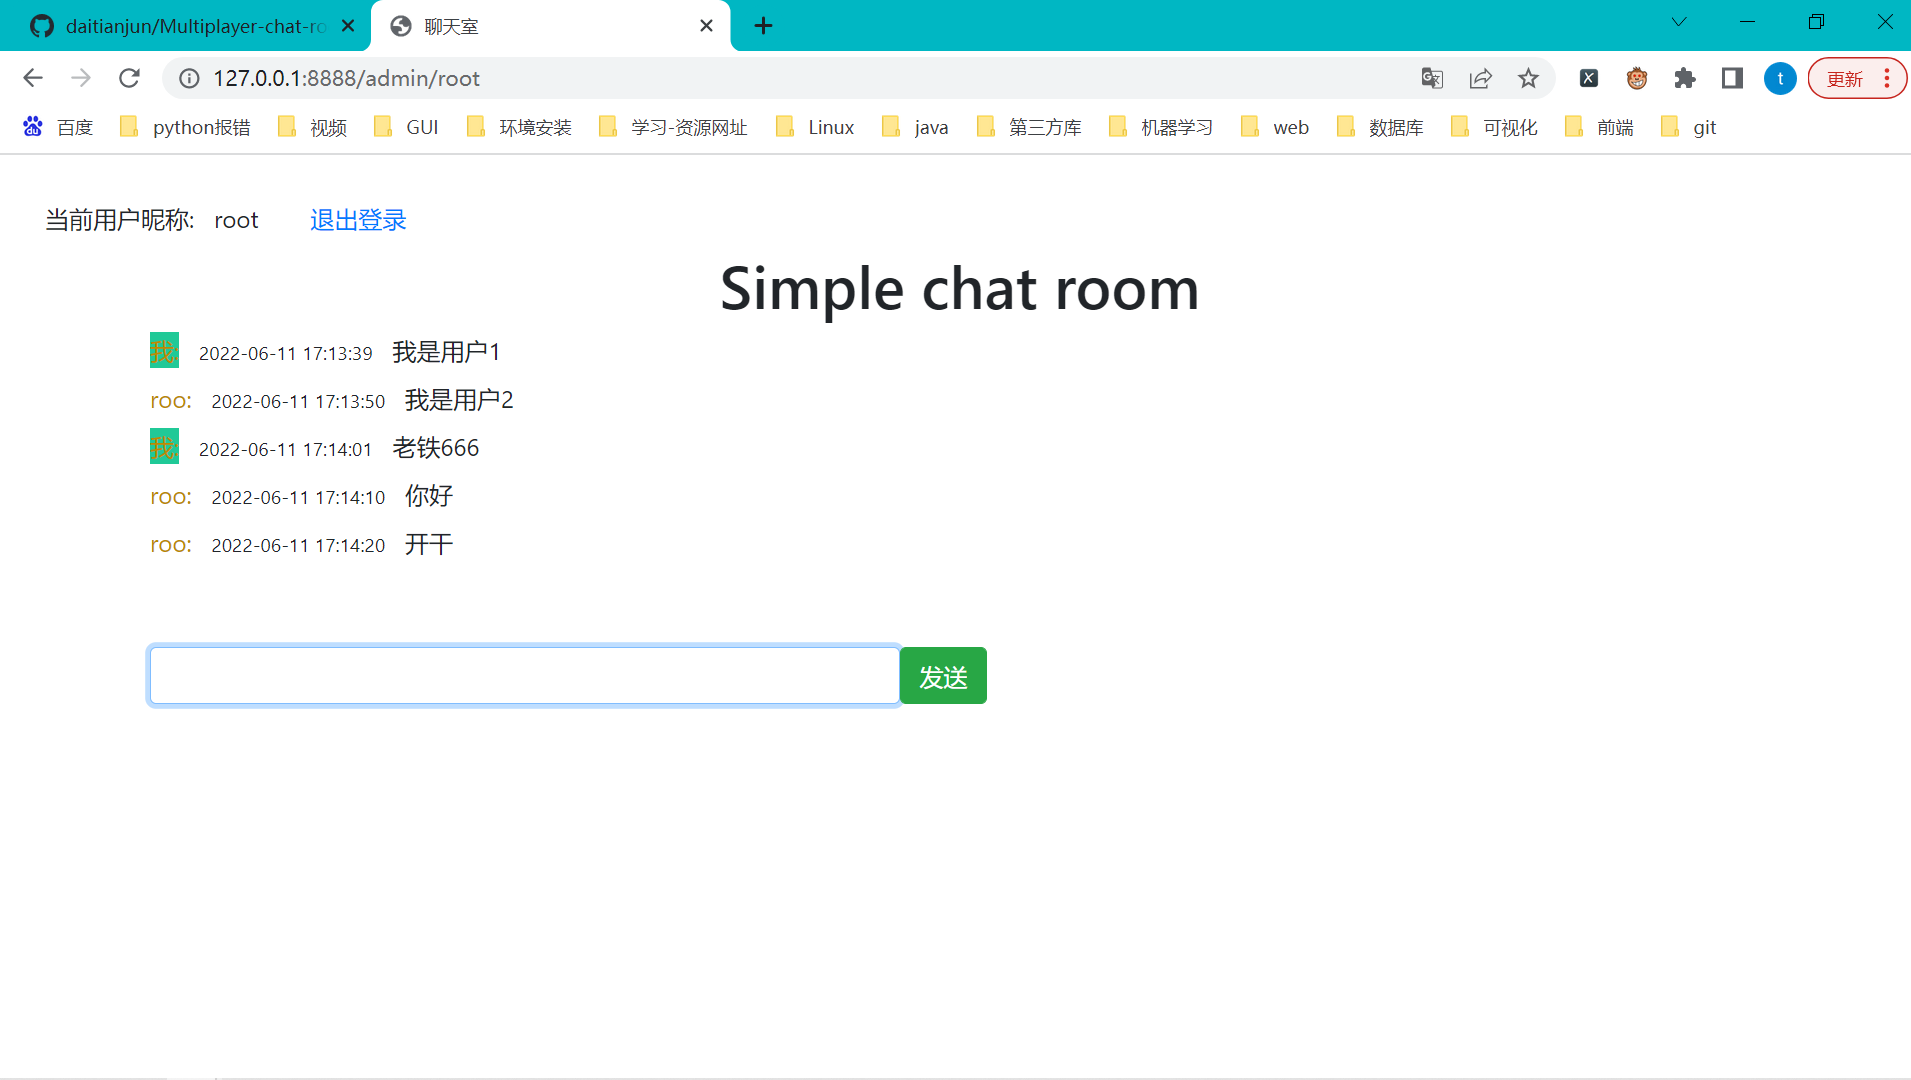 daitianjun/Multiplayer-chat-ro
聊天室
127.0.0.1:8888/admin/root
t
更新
百度 python报错 视频 GUI 环境安装 学习-资源网址 Linux java 第三方库 机器学习 web 数据库 可视化 前端 git
当前用户昵称: root 退出登录
Simple chat room
我: 2022-06-11 17:13:39 我是用户1
roo: 2022-06-11 17:13:50 我是用户2
我: 2022-06-11 17:14:01 老铁666
roo: 2022-06-11 17:14:10 你好
roo: 2022-06-11 17:14:20 开干
发送